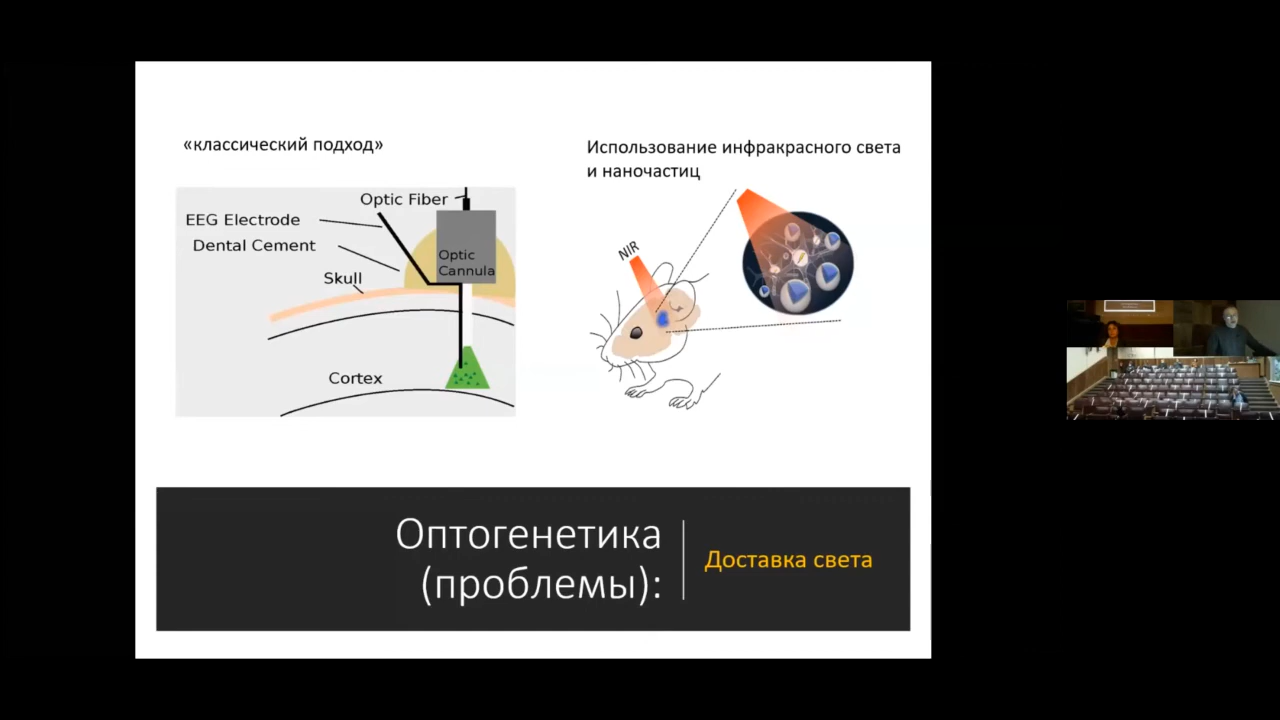 «классический подход»
Optic Fiber
EEG Electrode
Dental Cement
Optic
Cannula
Skull
Cortex
Использование инфракрасного света
и наночастиц
NIR
Оптогенетика
(проблемы):
Доставка света